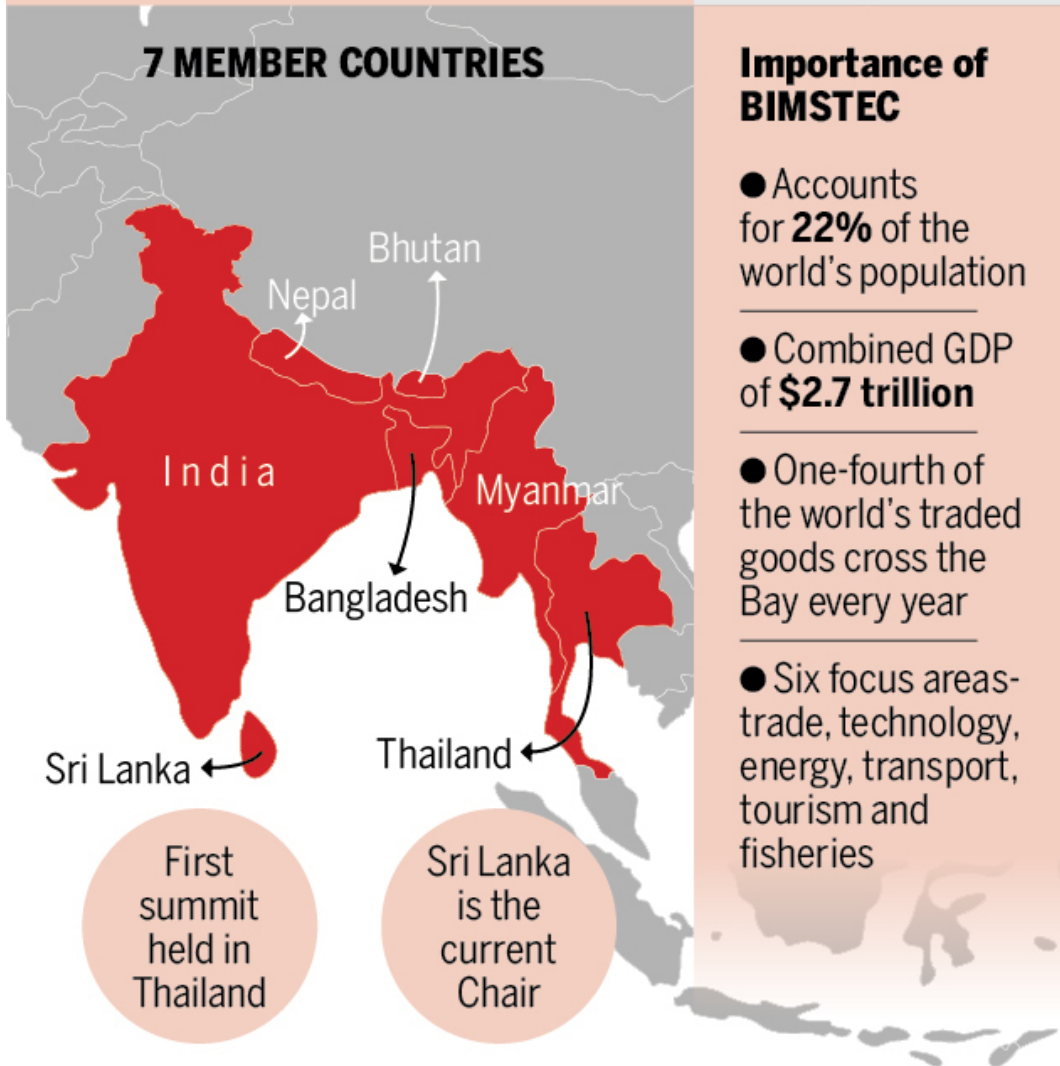 7 MEMBER COUNTRIES
Bhutan
Nepal
India
Myanmar
Bangladesh
Thailand
Sri Lanka
First
summit
held in
Thailand
Sri Lanka
is the
current
Chair
Importance of
BIMSTEC
● Accounts
for 22% of the
world's population
● Combined GDP
of $2.7 trillion
● One-fourth of
the world's traded
goods cross the
Bay every year
● Six focus areas-
trade, technology,
energy, transport,
tourism and
fisheries